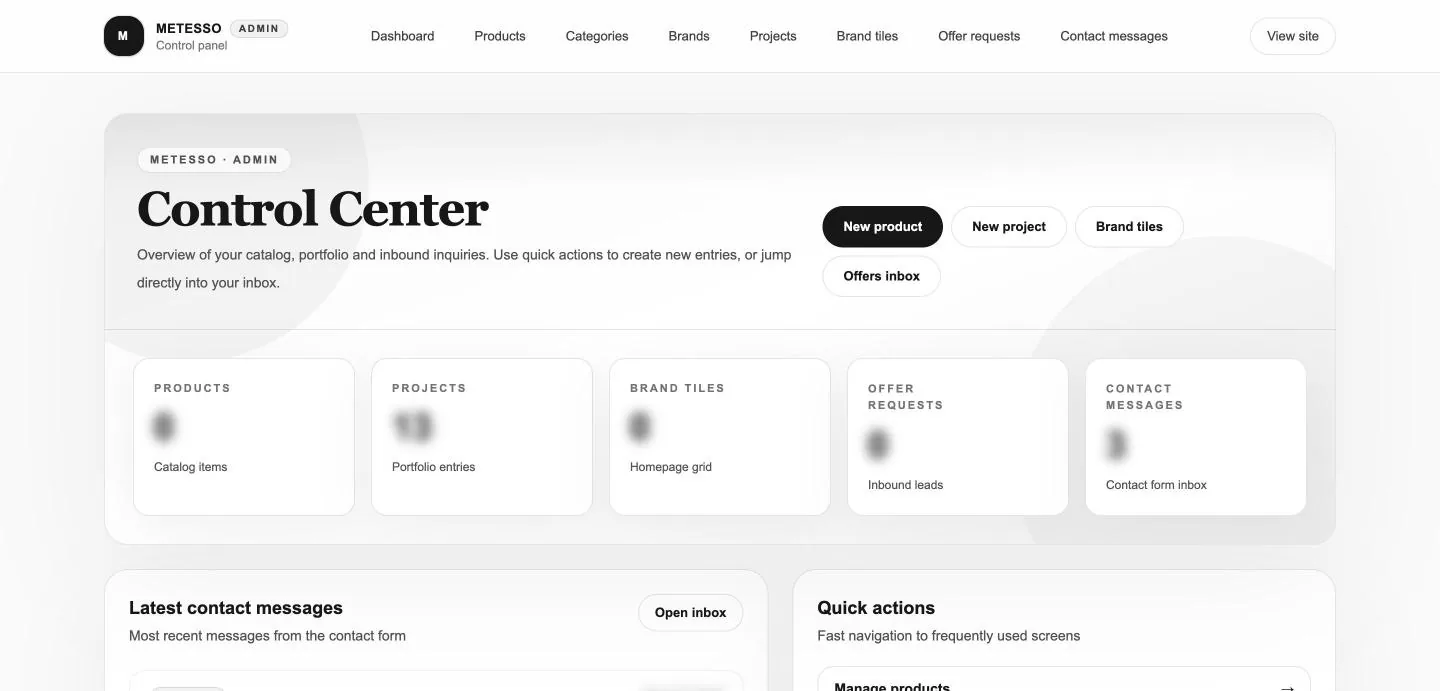 M
METESSO ADMIN
Control panel
Dashboard
Products
Categories
Brands
Projects
Brand tiles
Offer requests
Contact messages
View site
METESSO · ADMIN
Control Center
Overview of your catalog, portfolio and inbound inquiries. Use quick actions to create new entries, or jump
directly into your inbox.
New product
New project
Brand tiles
Offers inbox
PRODUCTS
Catalog items
PROJECTS
Portfolio entries
BRAND TILES
Homepage grid
OFFER
REQUESTS
Inbound leads
CONTACT
MESSAGES
Contact form inbox
Latest contact messages
Most recent messages from the contact form
Open inbox
Quick actions
Fast navigation to frequently used screens
Manage products →